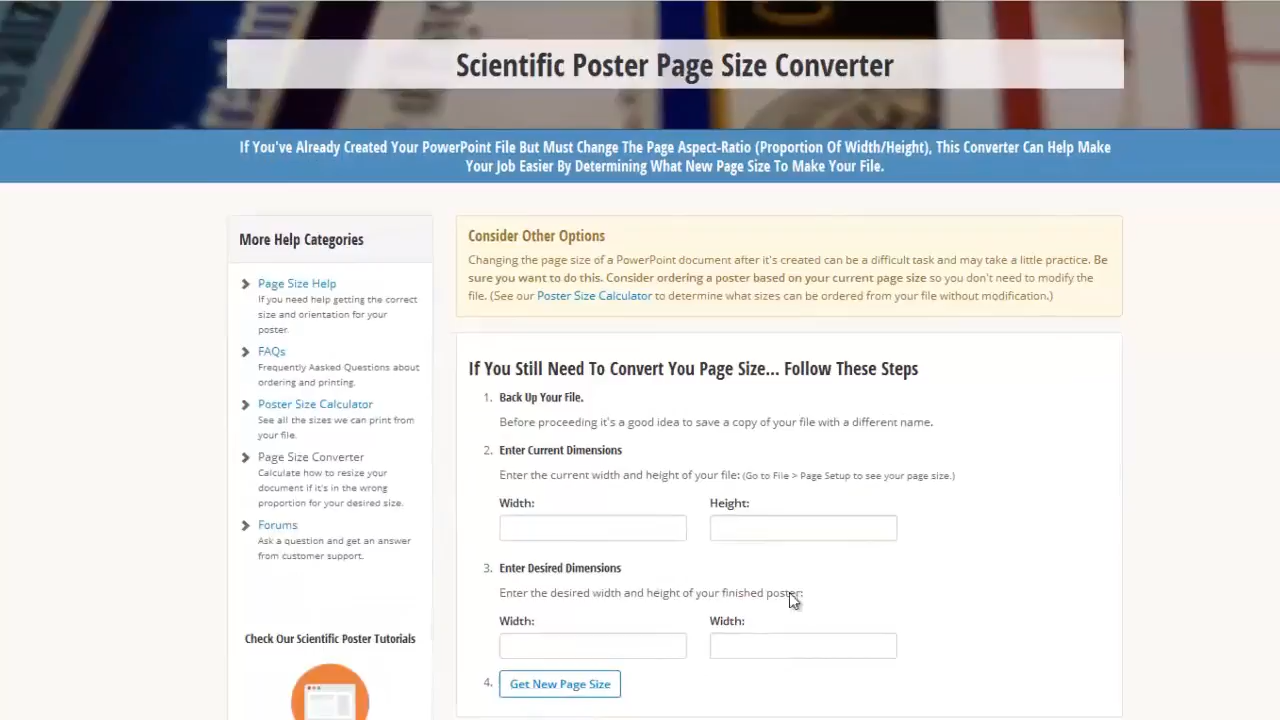 Scientific Poster Page Size Converter
If You've Already Created Your PowerPoint File But Must Change The Page Aspect-Ratio (Proportion Of Width/Height), This Converter Can Help Make
Your Job Easier By Determining What New Page Size To Make Your File.
More Help Categories
Page Size Help
If you need help getting the correct
size and orientation for your
poster.
FAQs
Frequently Aasked Questions about
ordering and printing.
Poster Size Calculator
See all the sizes we can print from
your file.
Page Size Converter
Calculate how to resize your
document if it's in the wrong
proportion for your desired size.
Forums
Ask a question and get an answer
from customer support.
Check Our Scientific Poster Tutorials
Consider Other Options
Changing the page size of a PowerPoint document after it's created can be a difficult task and may take a little practice. Be
sure you want to do this. Consider ordering a poster based on your current page size so you don't need to modify the
file. (See our Poster Size Calculator to determine what sizes can be ordered from your file without modification.)
If You Still Need To Convert You Page Size... Follow These Steps
1. Back Up Your File.
Before proceeding it's a good idea to save a copy of your file with a different name.
2. Enter Current Dimensions
Enter the current width and height of your file: (Go to File > Page Setup to see your page size.)
Width: Height:
3. Enter Desired Dimensions
Enter the desired width and height of your finished poster:
Width: Width:
4. Get New Page Size